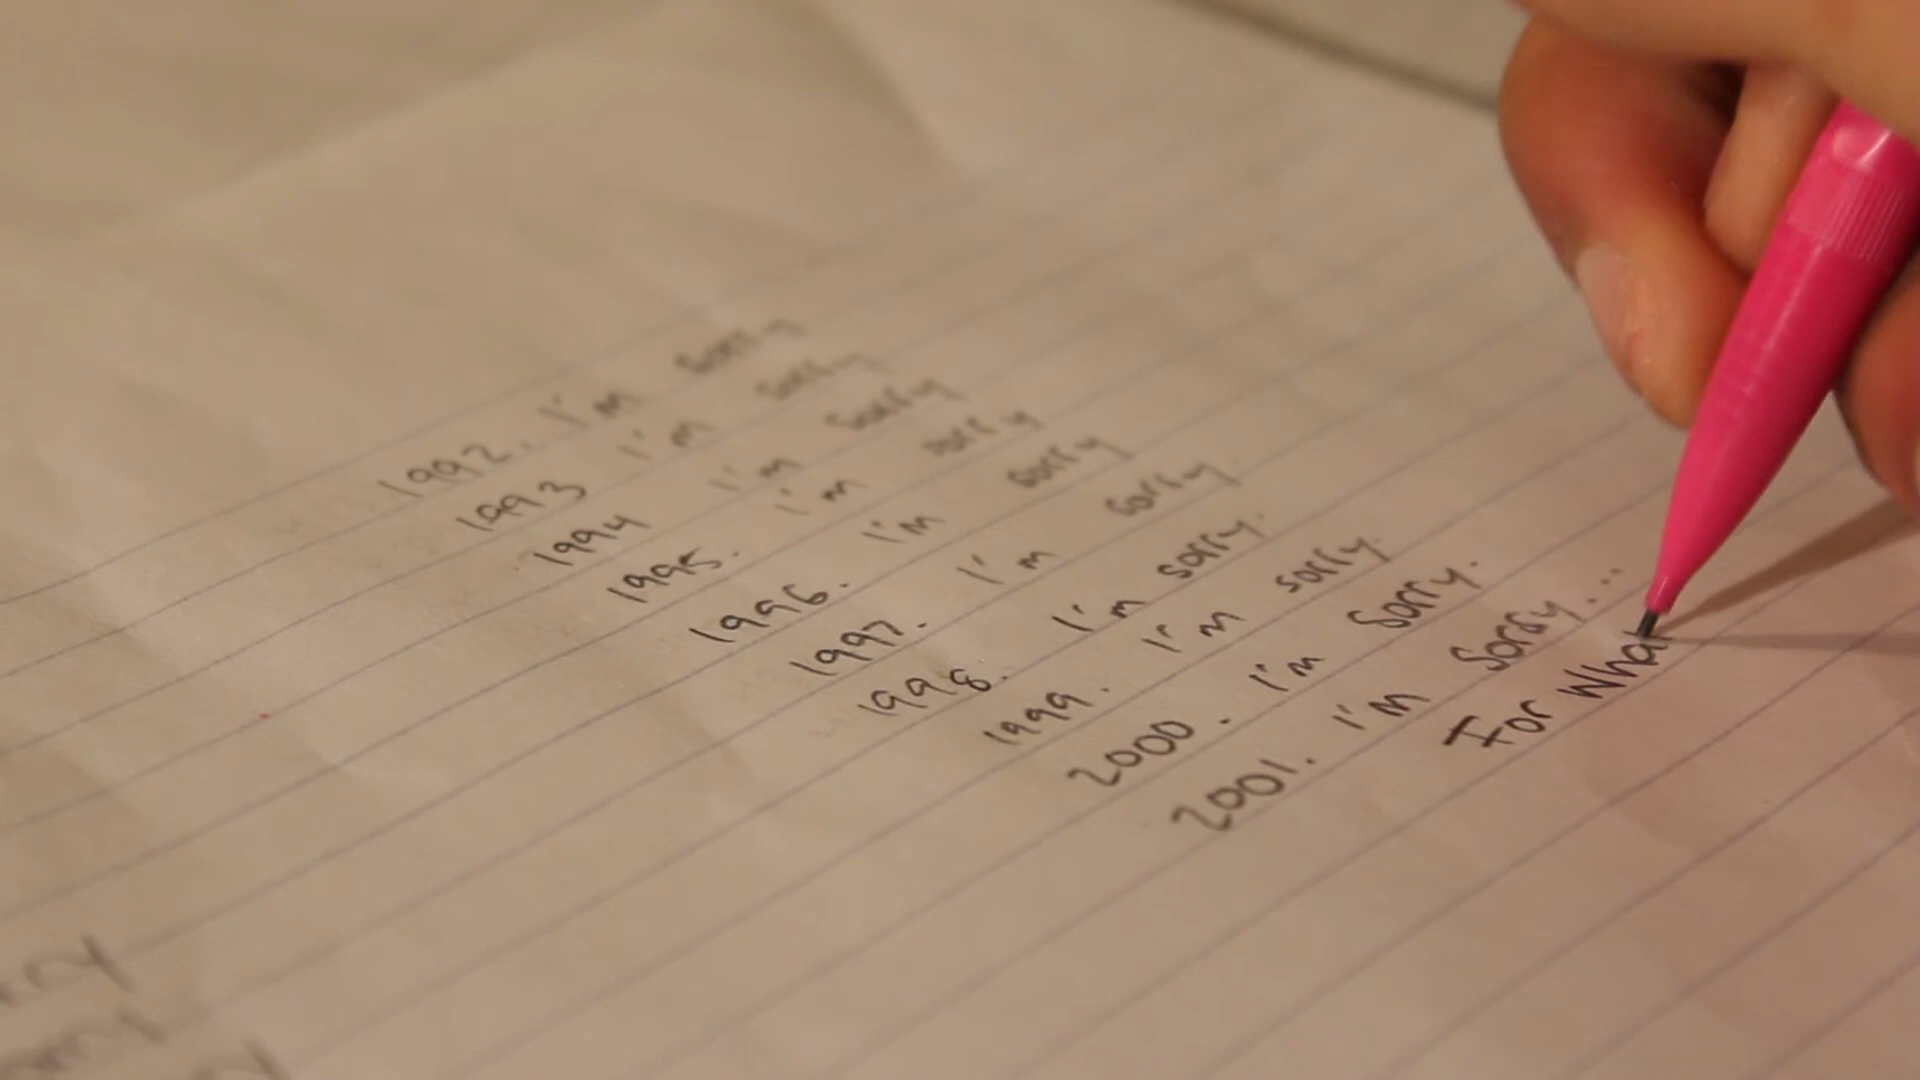 1992. I'm sorry
1993 I'm sorry
1994 I'm sorry
1995. I'm sorry
1996. I'm sorry
1997. I'm sorry
1998. I'm sorry.
1999. I'm sorry.
2000. I'm sorry.
2001. I'm sorry...
For What